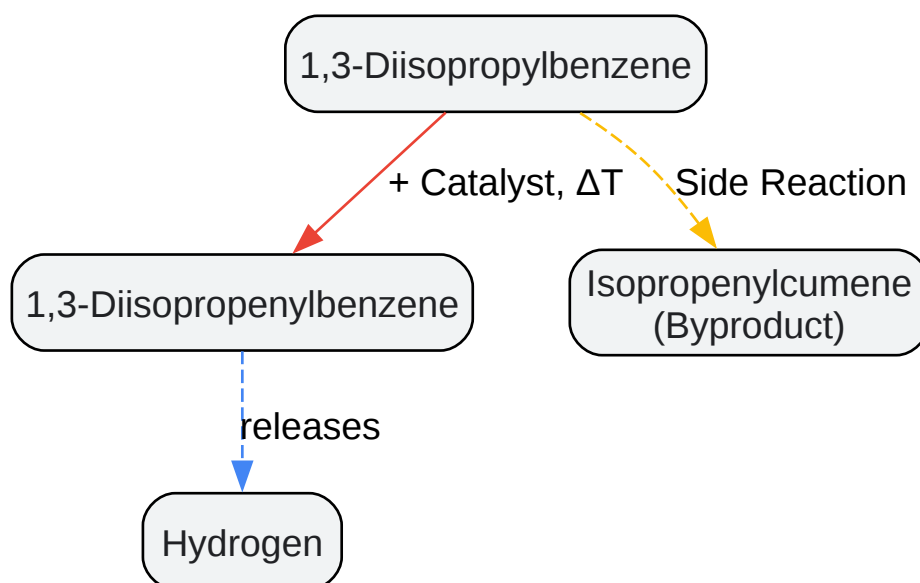 1,3-Diisopropylbenzene
+ Catalyst, ΔT
Side Reaction
1,3-Diisopropenylbenzene
Isopropenylcumene
(Byproduct)
releases
Hydrogen